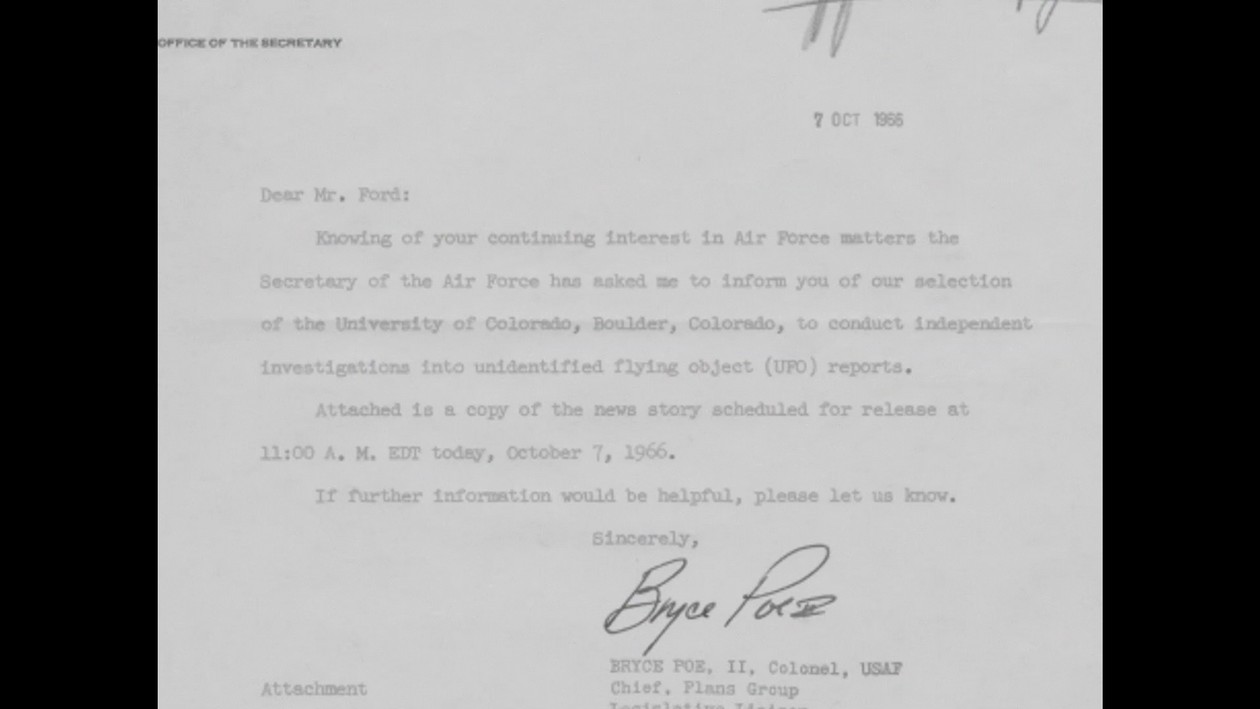 OFFICE OF THE SECRETARY
7 OCT 1966
Dear Mr. Ford:
Knowing of your continuing interest in Air Force matters the
Secretary of the Air Force has asked me to inform you of our selection
of the University of Colorado, Boulder, Colorado, to conduct independent
investigations into unidentified flying object (UFO) reports.
Attached is a copy of the news story scheduled for release at
11:00 A. M. EDT today, October 7, 1966.
If further information would be helpful, please let us know.
Sincerely,
Bryce Poe II
BRYCE POE, II, Colonel, USAF
Attachment
Chief, Plans Group
Legislative Liaison